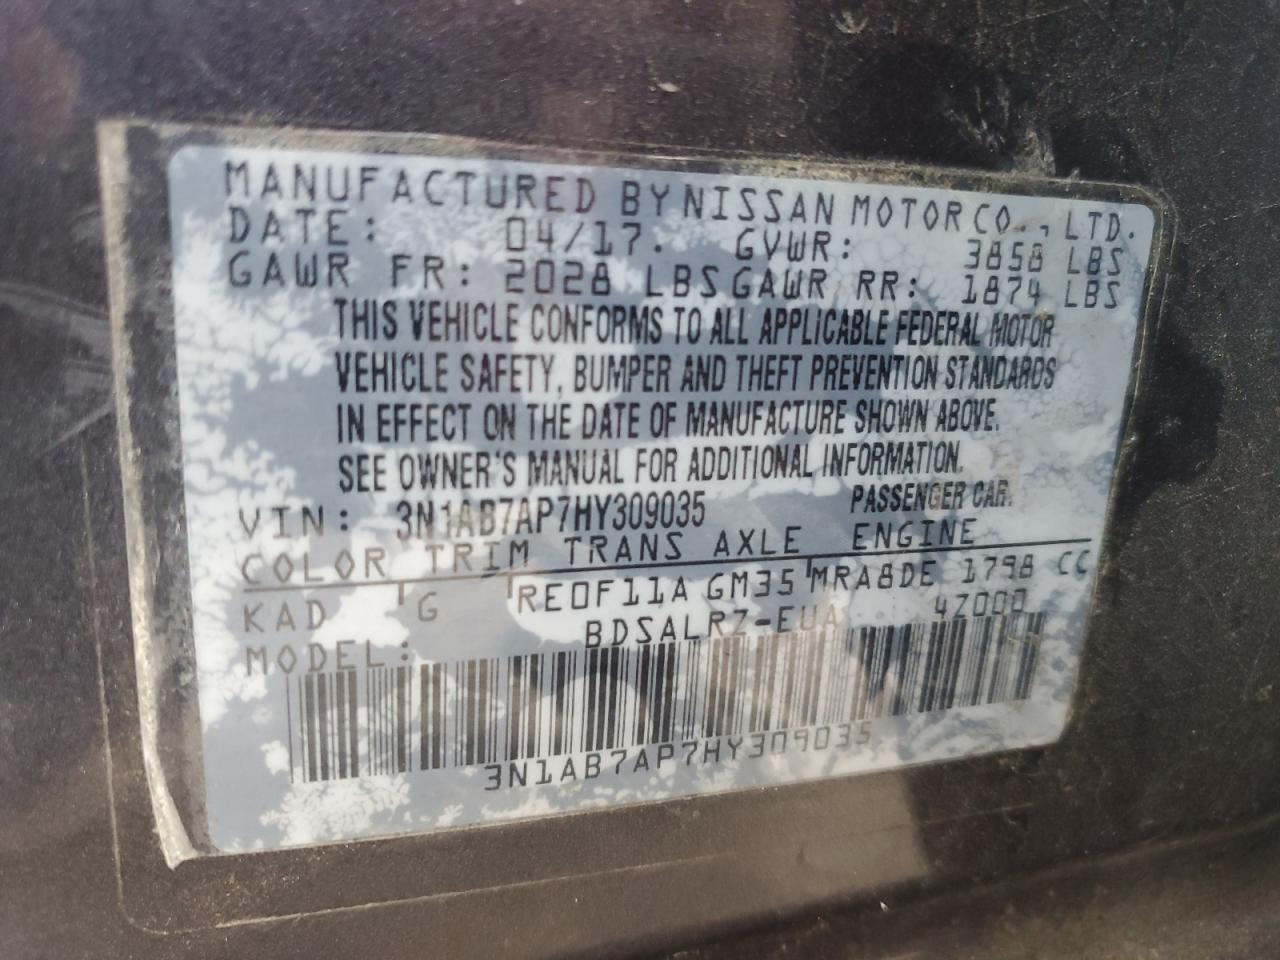 MANUFACTURED BY NISSAN MOTOR CO., LTD.
DATE: 04/17. GVWR: 3858 LBS
GAWR FR: 2028 LBS GAWR RR: 1874 LBS
THIS VEHICLE CONFORMS TO ALL APPLICABLE FEDERAL MOTOR
VEHICLE SAFETY, BUMPER AND THEFT PREVENTION STANDARDS
IN EFFECT ON THE DATE OF MANUFACTURE SHOWN ABOVE.
SEE OWNER'S MANUAL FOR ADDITIONAL INFORMATION.
VIN: 3N1AB7AP7HY309035 PASSENGER CAR.
COLOR TRIM TRANS AXLE ENGINE
KAD G RE0F11A GM35 MRA8DE 1798 CC
MODEL: BDSALRZ-EUA 4Z000
3N1AB7AP7HY309035